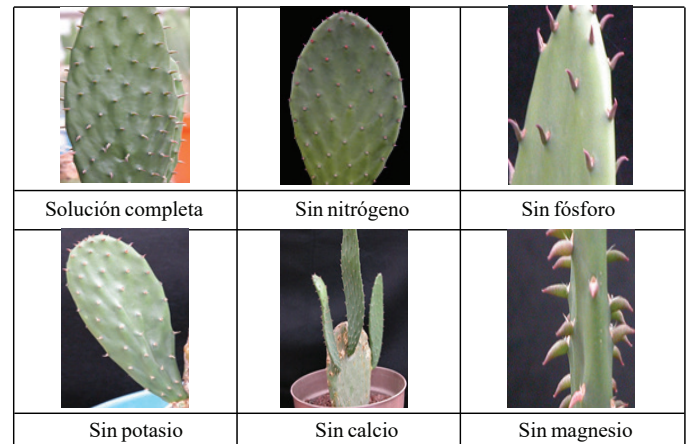 Solución completa
Sin nitrógeno
Sin fósforo
Sin potasio
Sin calcio
Sin magnesio